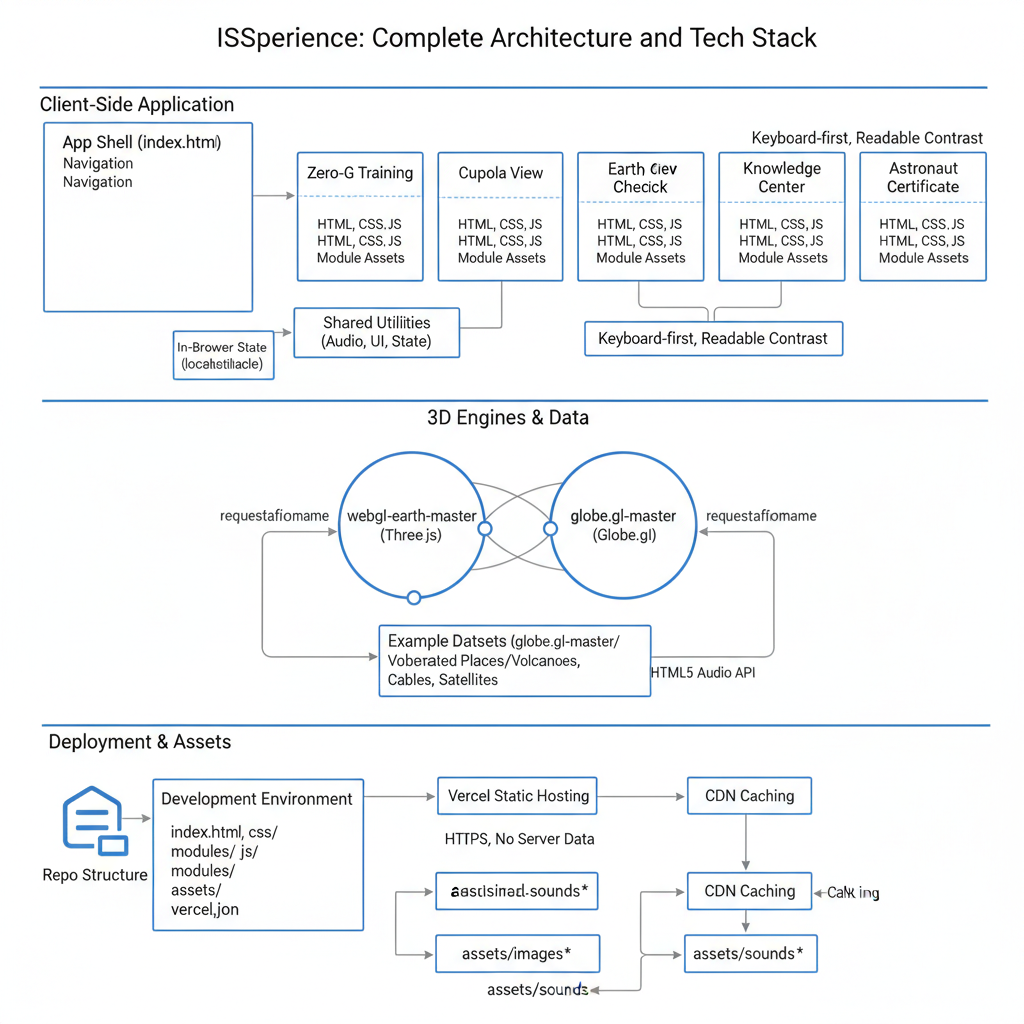 ISSperience: Complete Architecture and Tech Stack
Client-Side Application
App Shell (index.html)
Navigation
Navigation
Keyboard-first, Readable Contrast
Zero-G Training
HTML, CSS.JS
HTML, CSS.JS
Module Assets
Cupola View
HTML, CSS, JS
HTML, CSS, JS
Module Assets
Earth
Checick
HTML, CSS, JS
HTML, CSS, JS
Module Assets
Knowledge
Center
HTML, CSS, JS
HTML, CSS, JS
Module Assets
Astronaut
Certificate
HTML, CSS, JS
HTML, CSS, JS
Module Assets
Shared Utilities
(Audio, UI, State)
In-Brower State
Keyboard-first, Readable Contrast
3D Engines & Data
requestafiomame
webgl-earth-master
(Three.js)
globe.gl-master
(Globe.gl)
requestafiomame
Example Datsets (globe.gl-master/
Voberated Places/Volcanoes,
Cables, Satellites
HTML5 Audio API
Deployment & Assets
Repo Structure
Development Environment
index.html, css/
modules/ js/
modules/
assets/
vercel,jon
Vercel Static Hosting
CDN Caching
HTTPS, No Server Data
CDN Caching
assets/images*
assets/sounds*
assets/sounds